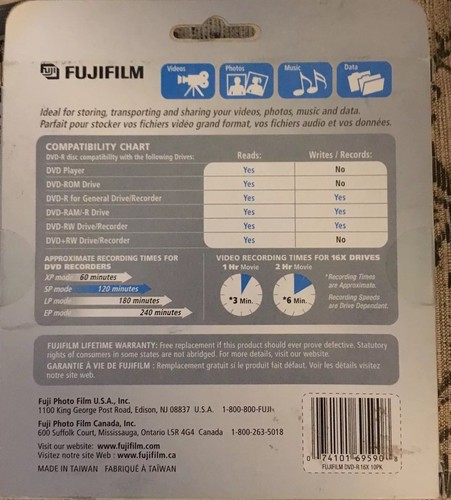 FUJI FUJIFILM
Videos Photos Music Data
Ideal for storing, transporting and sharing your videos, photos, music and data.
Parfait pour stocker vos fichiers vidéo grand format, vos fichiers audio et vos données.
COMPATIBILITY CHART
DVD-R disc compatibility with the following Drives: Reads: Writes / Records:
DVD Player Yes No
DVD-ROM Drive Yes No
DVD-R for General Drive/Recorder Yes Yes
DVD-RAM/-R Drive Yes Yes
DVD-RW Drive/Recorder Yes Yes
DVD+RW Drive/Recorder Yes No
APPROXIMATE RECORDING TIMES FOR
DVD RECORDERS
XP mode 60 minutes
SP mode 120 minutes
LP mode 180 minutes
EP mode 240 minutes
VIDEO RECORDING TIMES FOR 16X DRIVES
1 Hr Movie 2 Hr Movie
*3 Min. *6 Min.
*Recording Times
are Approximate.
Recording Speeds
are Drive Dependant.
FUJIFILM LIFETIME WARRANTY: Free replacement if this product should ever prove defective. Statutory
rights of consumers in some states are not abridged. For more details, visit our website.
GARANTIE À VIE DE FUJIFILM : Remplacement gratuit si le produit fait défaut. Voir les détails visitez
notre site web.
Fuji Photo Film U.S.A., Inc.
1100 King George Post Road, Edison, NJ 08837 U.S.A. 1-800-800-FUJI
Fuji Photo Film Canada, Inc.
600 Suffolk Court, Mississauga, Ontario L5R 4G4 Canada 1-800-263-5018
Visit our website: www.fujifilm.com
Visitez notre site Web : www.fujifilm.ca
MADE IN TAIWAN FABRIQUÉ À TAÏWAN
0 74101 69590 8
FUJIFILM DVD-R 16X 10PK